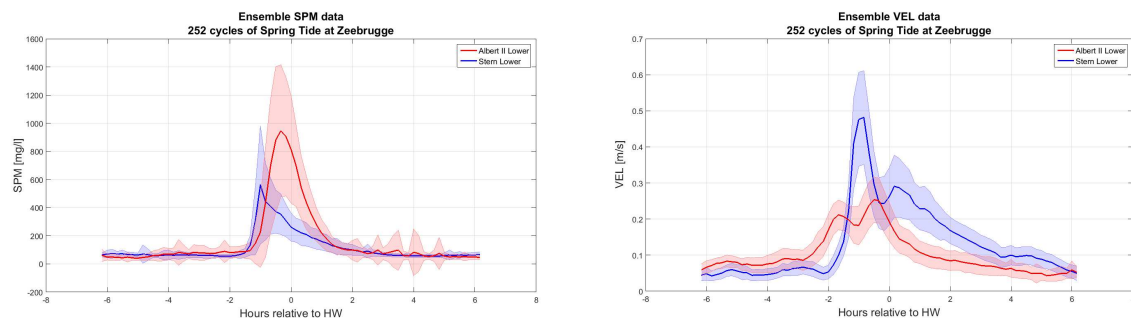 Ensemble SPM data
252 cycles of Spring Tide at Zeebrugge
1600
1400
1200
1000
800
600
400
200
0
-200
SPM [mg/l]
Albert II Lower
Stern Lower
-8 -6 -4 -2 0 2 4 6 8
Hours relative to HW
Ensemble VEL data
252 cycles of Spring Tide at Zeebrugge
0.7
0.6
0.5
0.4
0.3
0.2
0.1
0
VEL [m/s]
Albert II Lower
Stern Lower
-8 -6 -4 -2 0 2 4 6 8
Hours relative to HW